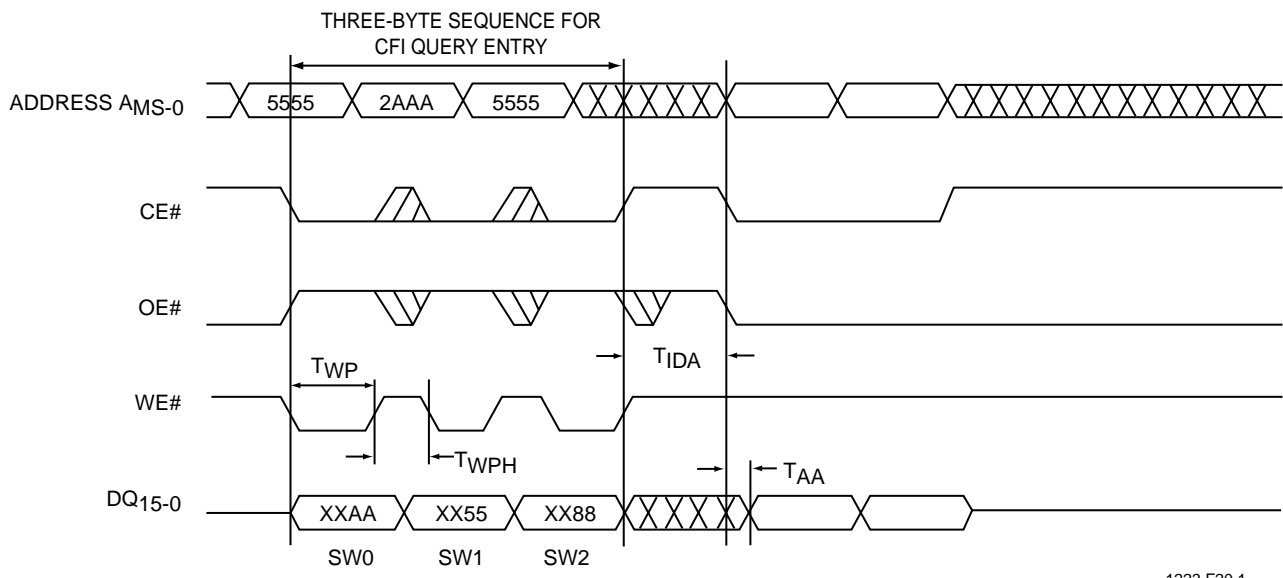 THREE-BYTE SEQUENCE FOR
CFI QUERY ENTRY
ADDRESS AMS-0
5555 2AAA 5555
CE#
OE#
TIDA
TWP
WE#
TWPH
TAA
DQ15-0
XXAA XX55 XX88
SW0 SW1 SW2